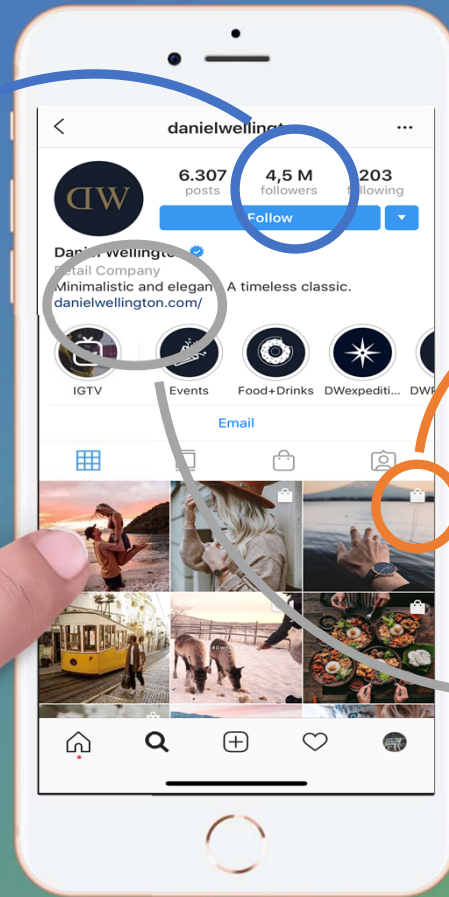 danielwellingt
6.307 4,5 M 203
posts followers following
Follow
DW
Daniel Wellington
Retail Company
Minimalistic and elegant. A timeless classic.
danielwellington.com/
IGTV Events Food+Drinks DWexpediti...
Email